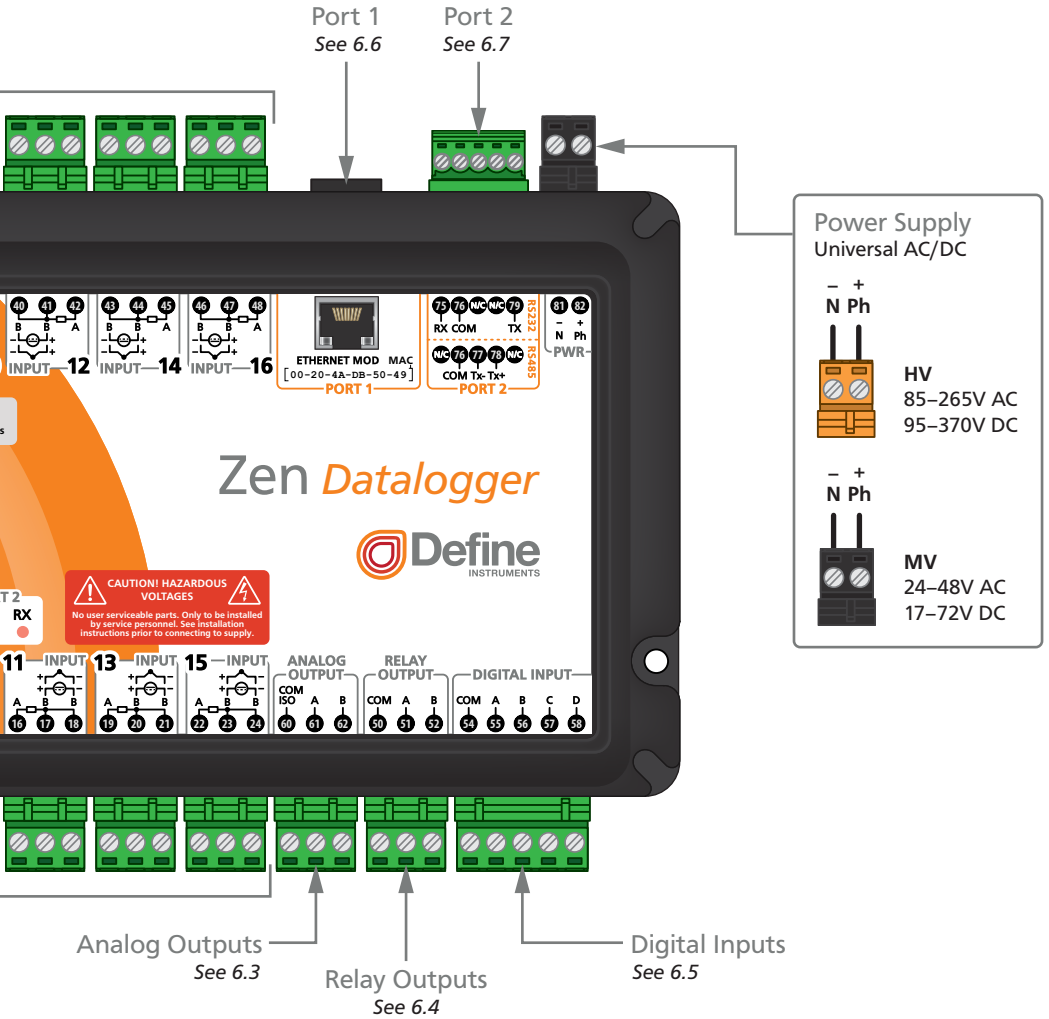 Port 1
See 6.6
Port 2
See 6.7
Power Supply
Universal AC/DC
– +
N Ph
HV
85–265V AC
95–370V DC
– +
N Ph
MV
24–48V AC
17–72V DC
40 41 42
B B A
– +
– +
INPUT 12
43 44 45
B B A
– +
– +
INPUT 14
46 47 48
B B A
– +
– +
INPUT 16
ETHERNET MOD MAC
[00-20-4A-DB-50-49]
PORT 1
75 76 N/C N/C 79
RX COM TX
RS232
N/C 76 77 78 N/C
COM Tx- Tx+
RS485
PORT 2
81 82
– +
N Ph
PWR
s
Zen Datalogger
Define
INSTRUMENTS
CAUTION! HAZARDOUS
VOLTAGES
No user serviceable parts. Only to be installed
by service personnel. See installation
instructions prior to connecting to supply.
T 2
RX
11 INPUT
+ –
+ –
A B B
16 17 18
13 INPUT
+ –
+ –
A B B
19 20 21
15 INPUT
+ –
+ –
A B B
22 23 24
ANALOG
OUTPUT
COM
ISO A B
60 61 62
RELAY
OUTPUT
COM A B
50 51 52
DIGITAL INPUT
COM A B C D
54 55 56 57 58
Analog Outputs
See 6.3
Relay Outputs
See 6.4
Digital Inputs
See 6.5